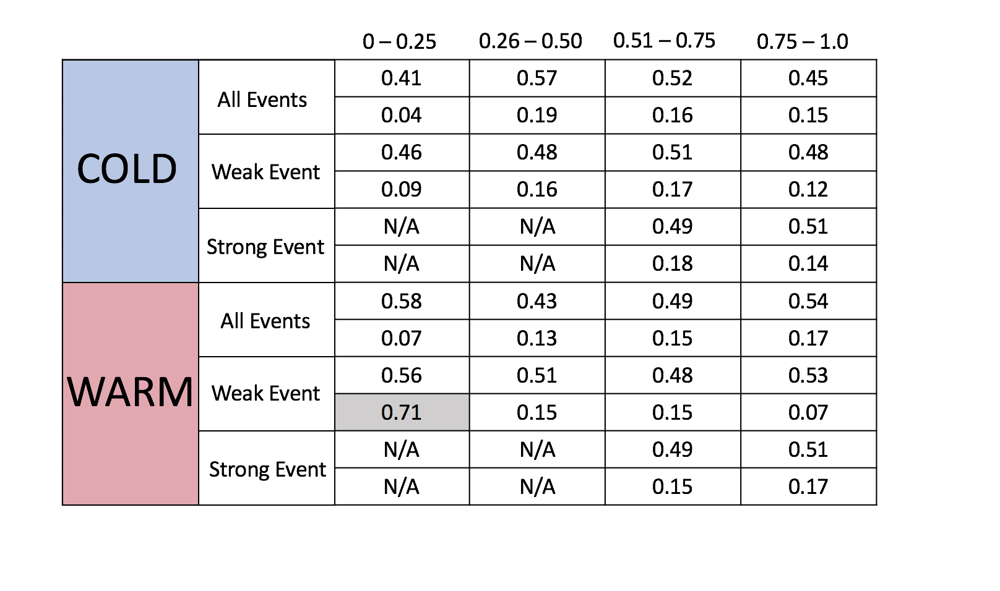 0 – 0.25 0.26 – 0.50 0.51 – 0.75 0.75 – 1.0
COLD
All Events
0.41 0.57 0.52 0.45
0.04 0.19 0.16 0.15
Weak Event
0.46 0.48 0.51 0.48
0.09 0.16 0.17 0.12
Strong Event
N/A N/A 0.49 0.51
N/A N/A 0.18 0.14
WARM
All Events
0.58 0.43 0.49 0.54
0.07 0.13 0.15 0.17
Weak Event
0.56 0.51 0.48 0.53
0.71 0.15 0.15 0.07
Strong Event
N/A N/A 0.49 0.51
N/A N/A 0.15 0.17